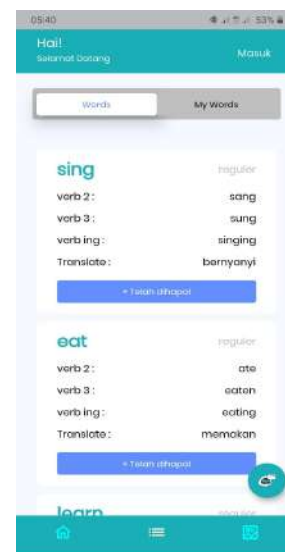 05:40 53%
Hai!
Selamat Datang
Masuk
Words My Words
sing regular
verb 2 : sang
verb 3 : sung
verb ing : singing
Translate : bernyanyi
+ Telah dihapal
eat regular
verb 2 : ate
verb 3 : eaten
verb ing : eating
Translate : memakan
+ Telah dihapal
learn regular